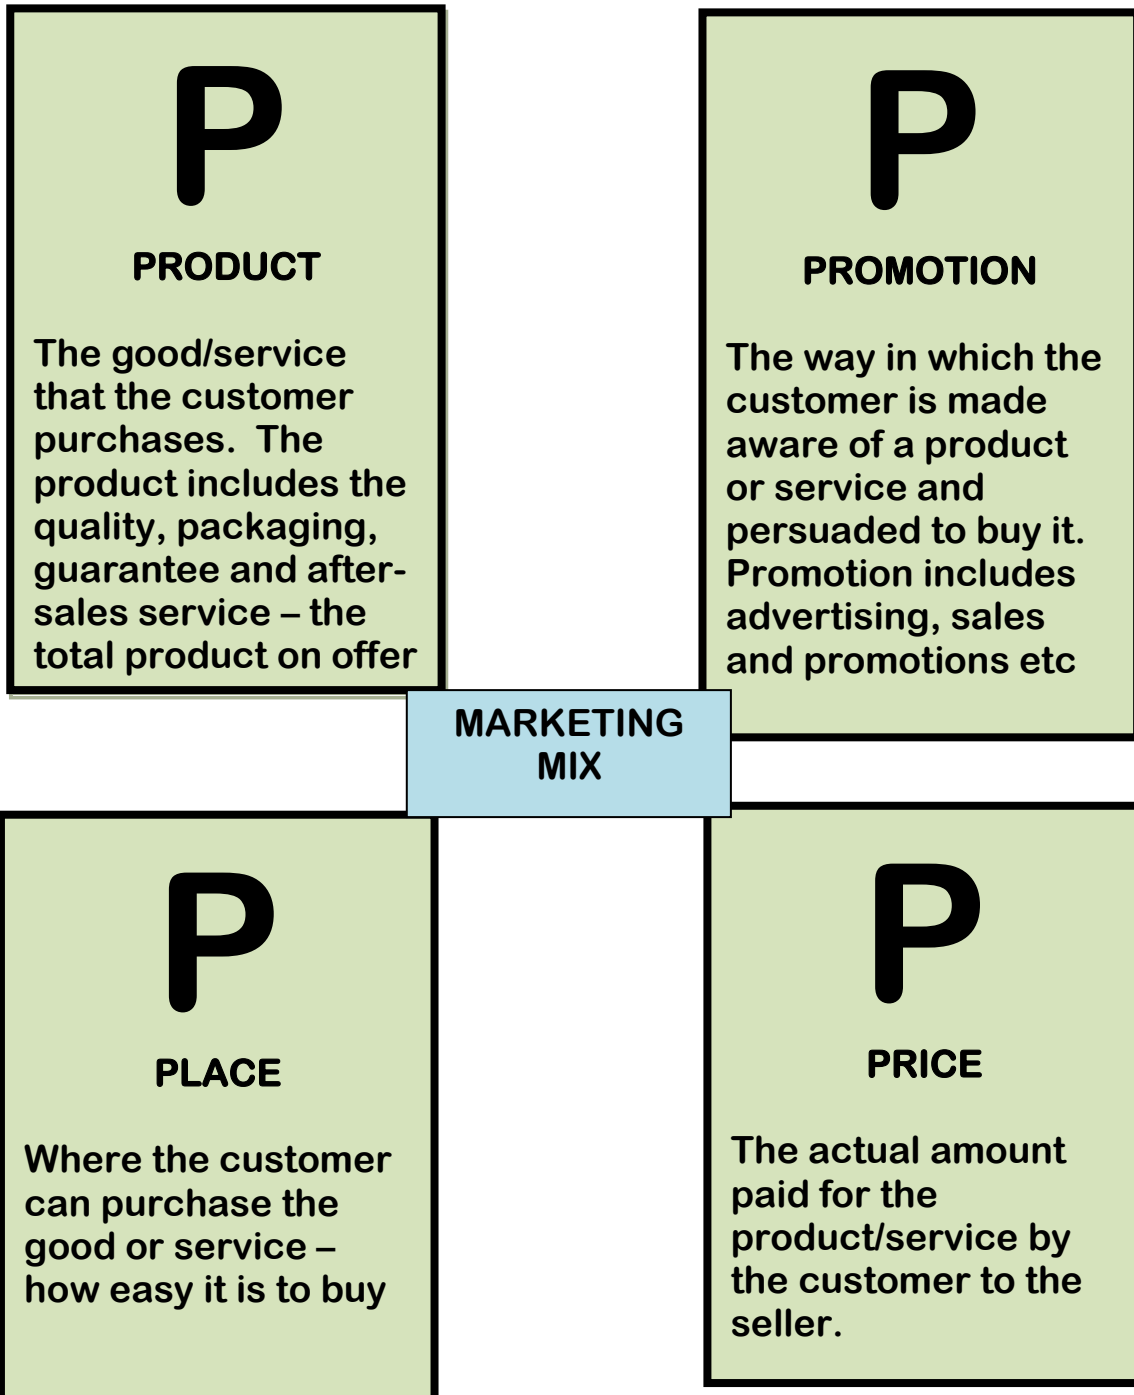 P
PRODUCT
The good/service
that the customer
purchases.  The
product includes the
quality, packaging,
guarantee and after-
sales service – the
total product on offer
P
PROMOTION
The way in which the
customer is made
aware of a product
or service and
persuaded to buy it.
Promotion includes
advertising, sales
and promotions etc
MARKETING
MIX
P
PLACE
Where the customer
can purchase the
good or service –
how easy it is to buy
P
PRICE
The actual amount
paid for the
product/service by
the customer to the
seller.